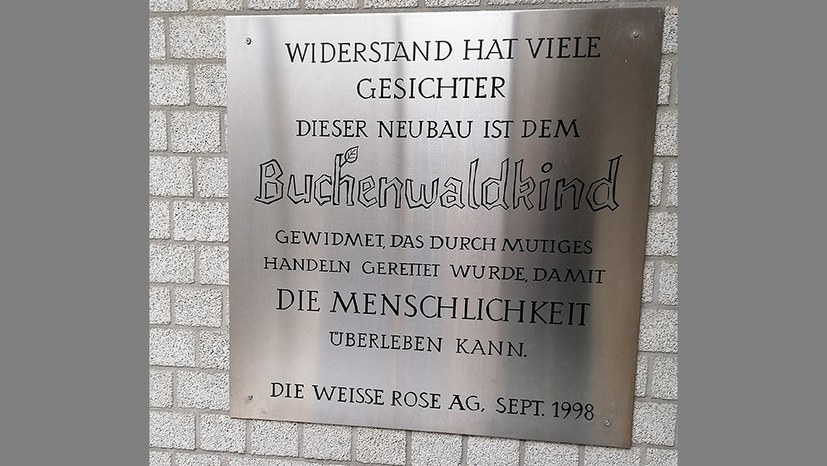 WIDERSTAND HAT VIELE
GESICHTER
DIESER NEUBAU IST DEM
Buchenwaldkind
GEWIDMET, DAS DURCH MUTIGES
HANDELN GERETTET WURDE, DAMIT
DIE MENSCHLICHKEIT
ÜBERLEBEN KANN.
DIE WEISSE ROSE AG, SEPT. 1998